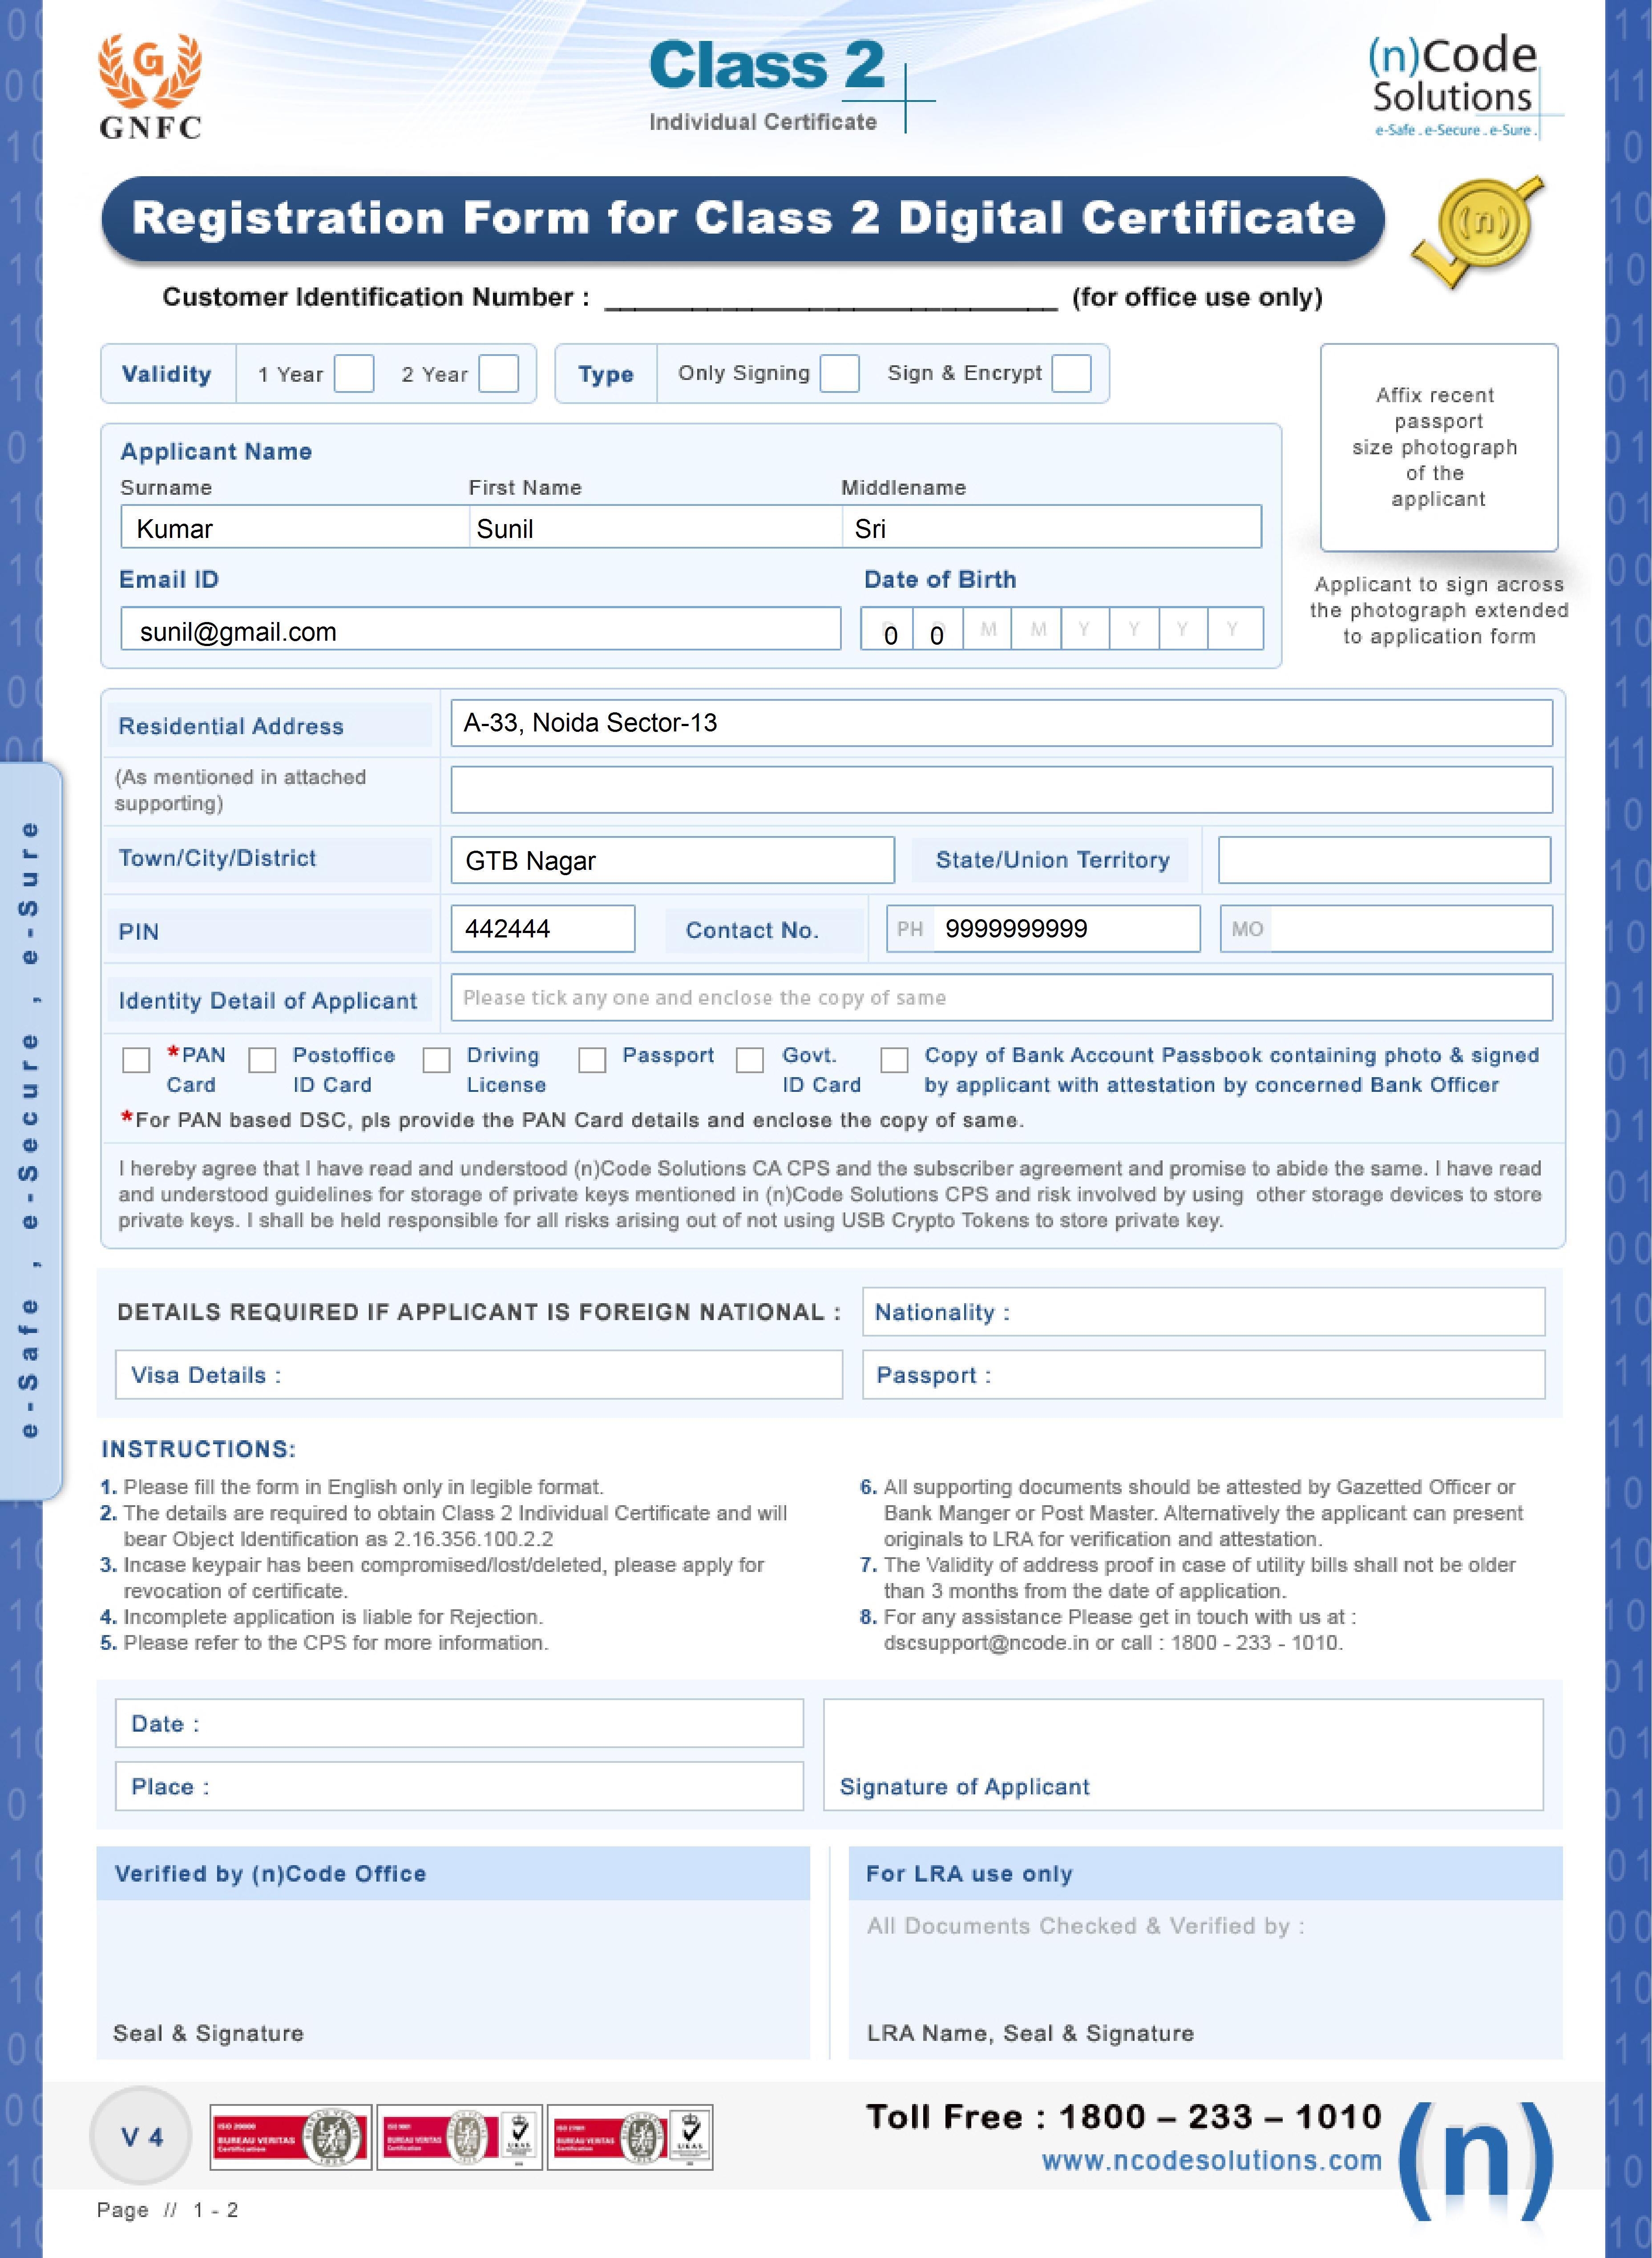 G
GNFC
Class 2
Individual Certificate
(n)Code
Solutions
e-Safe . e-Secure . e-Sure .
Registration Form for Class 2 Digital Certificate
(n)
Customer Identification Number : ______________________________ (for office use only)
Validity 1 Year 2 Year Type Only Signing Sign & Encrypt
Affix recent
passport
size photograph
of the
applicant
Applicant to sign across
the photograph extended
to application form
Applicant Name
Surname First Name Middlename
Kumar Sunil Sri
Email ID Date of Birth
sunil@gmail.com 0 0 M M Y Y Y Y
Residential Address A-33, Noida Sector-13
(As mentioned in attached
supporting)
Town/City/District GTB Nagar State/Union Territory
PIN 442444 Contact No. PH 9999999999 MO
Identity Detail of Applicant Please tick any one and enclose the copy of same
*PAN Card Postoffice ID Card Driving License Passport Govt. ID Card Copy of Bank Account Passbook containing photo & signed
by applicant with attestation by concerned Bank Officer
*For PAN based DSC, pls provide the PAN Card details and enclose the copy of same.
I hereby agree that I have read and understood (n)Code Solutions CA CPS and the subscriber agreement and promise to abide the same. I have read
and understood guidelines for storage of private keys mentioned in (n)Code Solutions CPS and risk involved by using other storage devices to store
private keys. I shall be held responsible for all risks arising out of not using USB Crypto Tokens to store private key.
e-Safe , e-Secure , e-Sure
DETAILS REQUIRED IF APPLICANT IS FOREIGN NATIONAL : Nationality :
Visa Details : Passport :
INSTRUCTIONS:
1. Please fill the form in English only in legible format.
2. The details are required to obtain Class 2 Individual Certificate and will
bear Object Identification as 2.16.356.100.2.2
3. Incase keypair has been compromised/lost/deleted, please apply for
revocation of certificate.
4. Incomplete application is liable for Rejection.
5. Please refer to the CPS for more information.
6. All supporting documents should be attested by Gazetted Officer or
Bank Manger or Post Master. Alternatively the applicant can present
originals to LRA for verification and attestation.
7. The Validity of address proof in case of utility bills shall not be older
than 3 months from the date of application.
8. For any assistance Please get in touch with us at :
dscsupport@ncode.in or call : 1800 - 233 - 1010.
Date :
Place :
Signature of Applicant
Verified by (n)Code Office
Seal & Signature
For LRA use only
All Documents Checked & Verified by :
LRA Name, Seal & Signature
V 4
ISO 20000
BUREAU VERITAS
Certification
ISO 9001
BUREAU VERITAS
Certification
UKAS
ISO 27001
BUREAU VERITAS
Certification
UKAS
Toll Free : 1800 – 233 – 1010
www.ncodesolutions.com
(n)
Page // 1 - 2